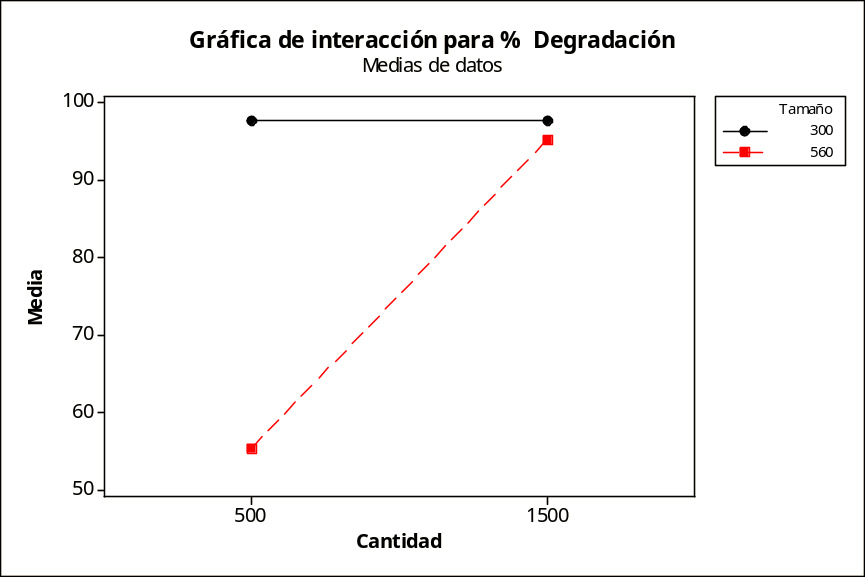 Gráfica de interacción para %  Degradación
Medias de datos
100
90
80
70
60
50
Media
500
1500
Cantidad
Tamaño
300
560